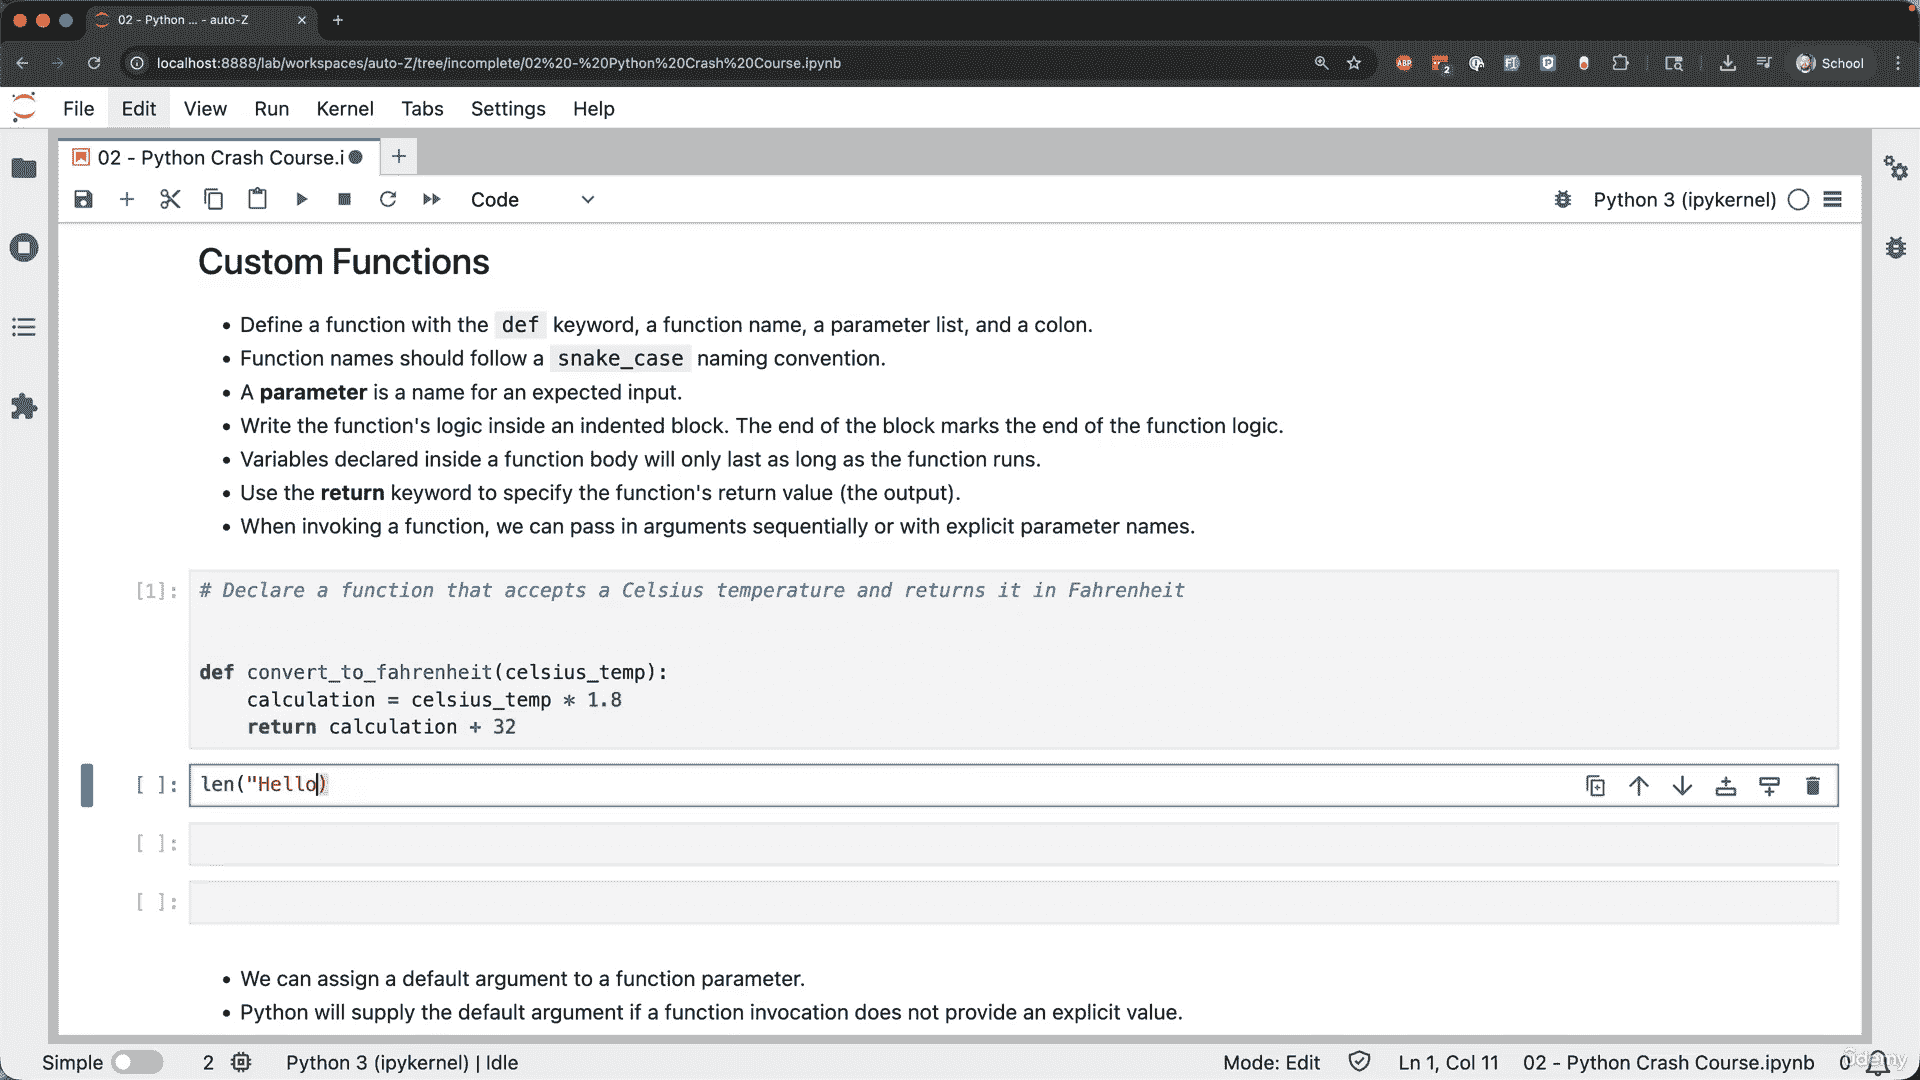 02 - Python ... - auto-Z
localhost:8888/lab/workspaces/auto-Z/tree/incomplete/02%20-%20Python%20Crash%20Course.ipynb
ABP
2
School
File Edit View Run Kernel Tabs Settings Help
02 - Python Crash Course.i
Code
Python 3 (ipykernel)
Custom Functions
• Define a function with the def keyword, a function name, a parameter list, and a colon.
• Function names should follow a snake_case naming convention.
• A parameter is a name for an expected input.
• Write the function's logic inside an indented block. The end of the block marks the end of the function logic.
• Variables declared inside a function body will only last as long as the function runs.
• Use the return keyword to specify the function's return value (the output).
• When invoking a function, we can pass in arguments sequentially or with explicit parameter names.
[1]: # Declare a function that accepts a Celsius temperature and returns it in Fahrenheit
def convert_to_fahrenheit(celsius_temp):
calculation = celsius_temp * 1.8
return calculation + 32
[ ]: len("Hello)
[ ]:
[ ]:
• We can assign a default argument to a function parameter.
• Python will supply the default argument if a function invocation does not provide an explicit value.
Simple 2 Python 3 (ipykernel) | Idle Mode: Edit Ln 1, Col 11 02 - Python Crash Course.ipynb 0
udemy